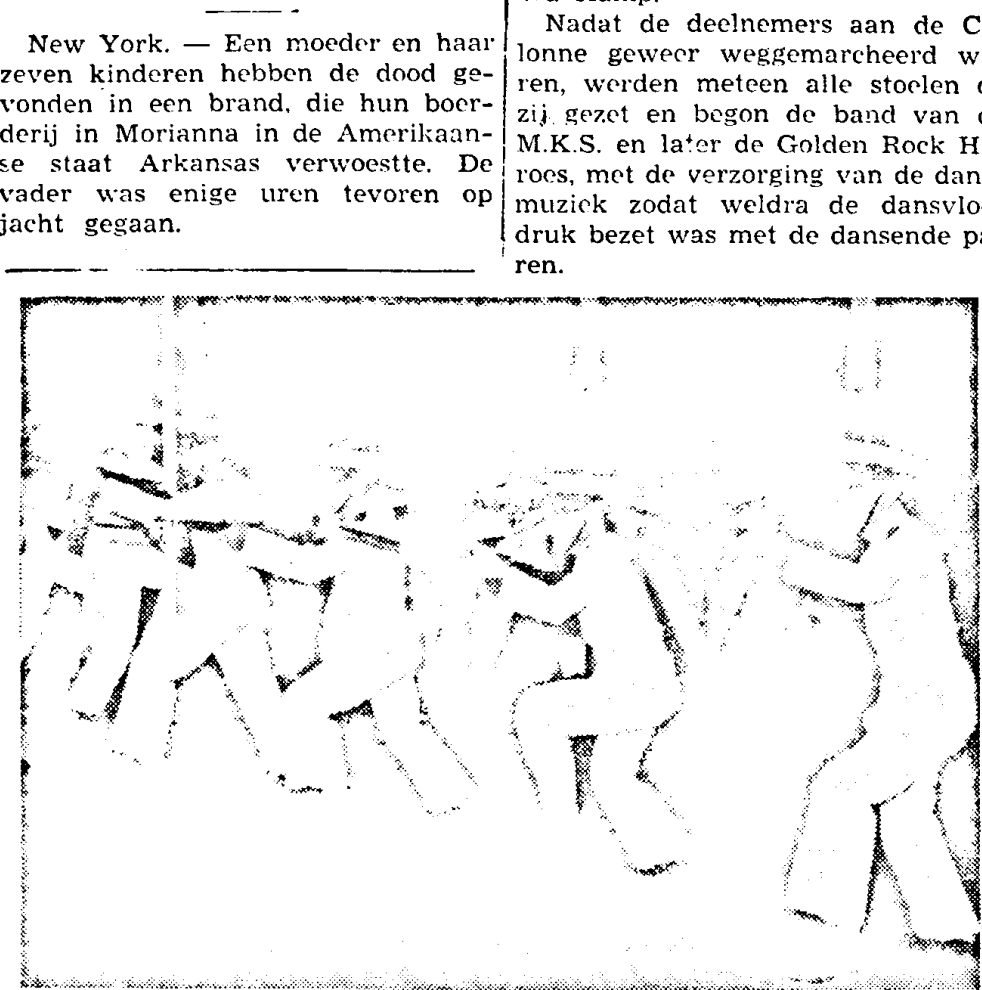 New York. — Een moeder en haar
zeven kinderen hebben de dood ge-
vonden in een brand, die hun boer-
derij in Morianna in de Amerikaan-
se staat Arkansas verwoestte. De
vader was enige uren tevoren op
jacht gegaan.
Nadat de deelnemers aan de C
lonne geweer weggemarcheerd w
ren, werden meteen alle stoelen
zij gezet en begon de band van
M.K.S. en later de Golden Rock H
roes, met de verzorging van de dan
muziek zodat weldra de dansvlo
druk bezet was met de dansende pa
ren.